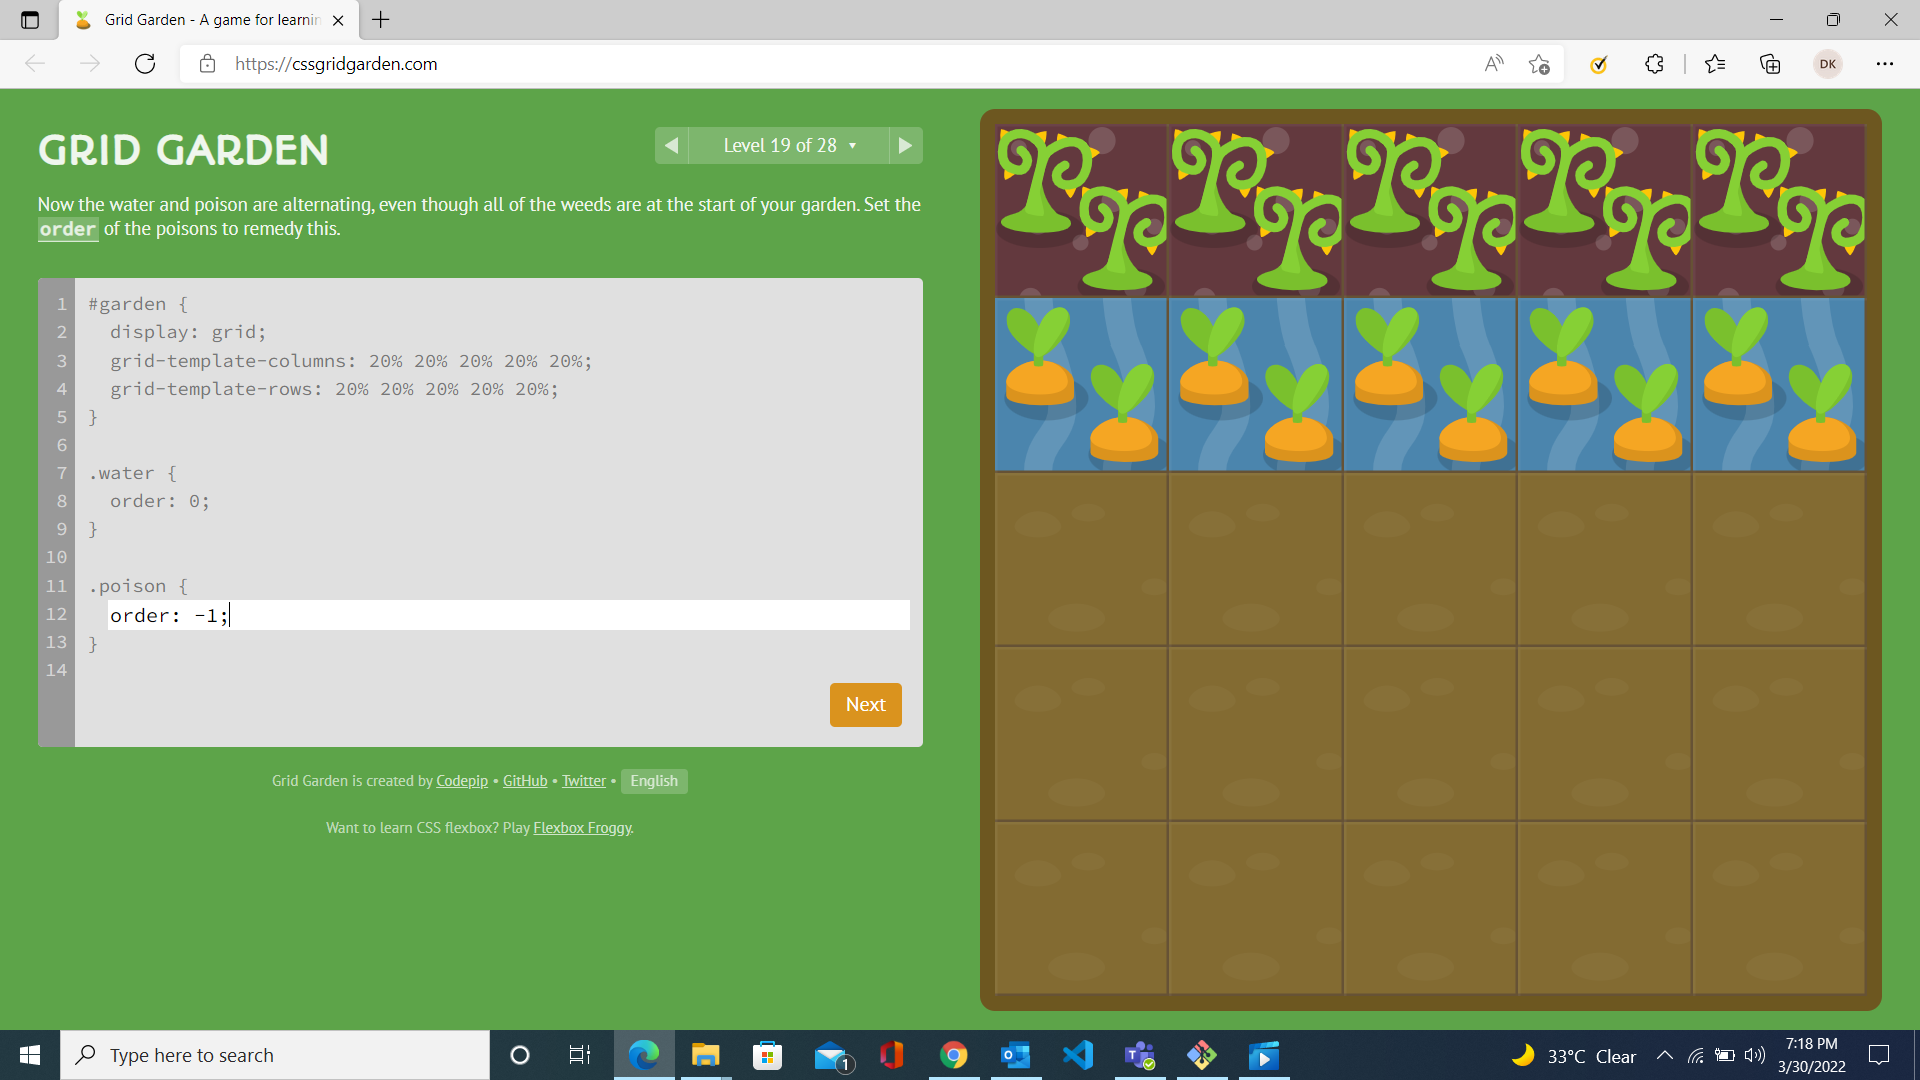 Grid Garden - A game for learnin
https://cssgridgarden.com
DK
GRID GARDEN
Level 19 of 28
Now the water and poison are alternating, even though all of the weeds are at the start of your garden. Set the
order of the poisons to remedy this.
1 #garden {
2 display: grid;
3 grid-template-columns: 20% 20% 20% 20% 20%;
4 grid-template-rows: 20% 20% 20% 20% 20%;
5 }
6
7 .water {
8 order: 0;
9 }
10
11 .poison {
12 order: -1;
13 }
14
Next
Grid Garden is created by Codepip • GitHub • Twitter • English
Want to learn CSS flexbox? Play Flexbox Froggy.
Type here to search
1
33°C Clear
7:18 PM
3/30/2022